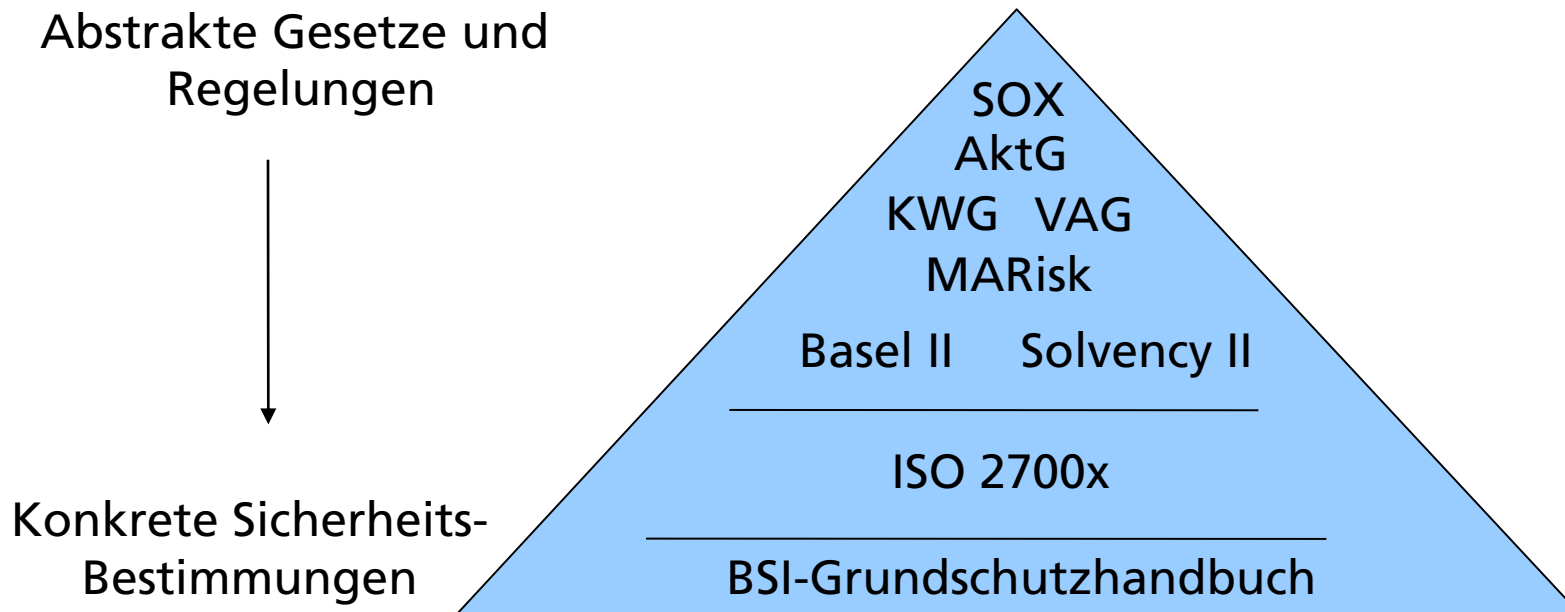 Abstrakte Gesetze und
Regelungen
Konkrete Sicherheits-
Bestimmungen
SOX
AktG
KWG VAG
MARisk
Basel II Solvency II
ISO 2700x
BSI-Grundschutzhandbuch